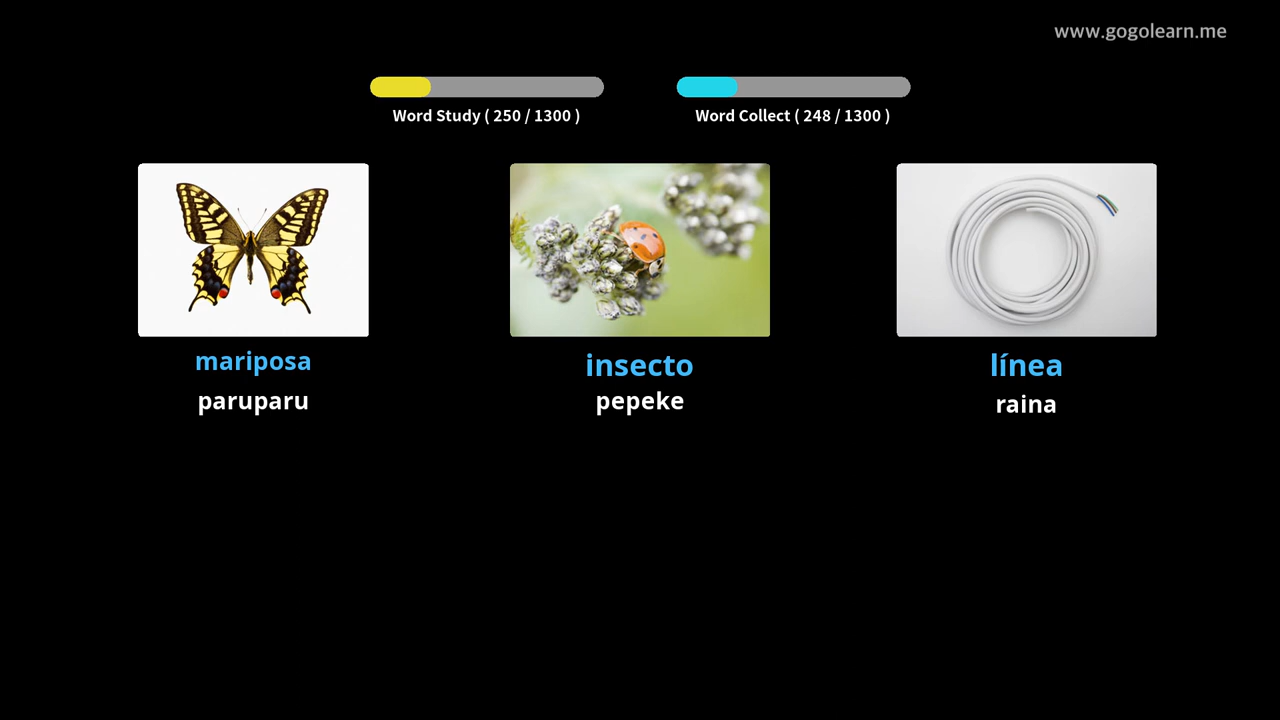 www.gogolearn.me
Word Study ( 250 / 1300 )
Word Collect ( 248 / 1300 )
mariposa
paruparu
insecto
pepeke
línea
raina